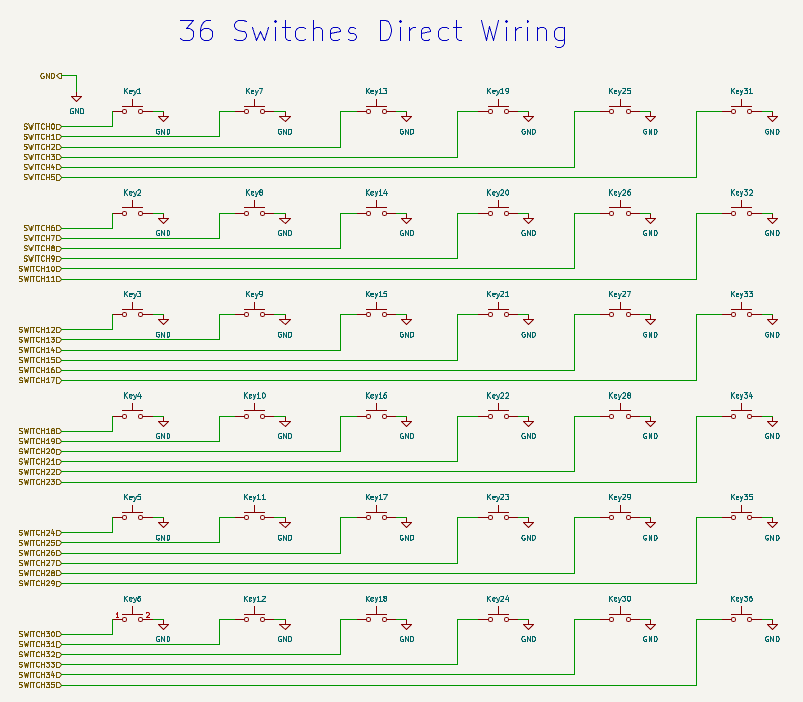 36 Switches Direct Wiring
GND
GND
Key1 Key7 Key13 Key19 Key25 Key31
GND GND GND GND GND GND
SWITCH0
SWITCH1
SWITCH2
SWITCH3
SWITCH4
SWITCH5
Key2 Key8 Key14 Key20 Key26 Key32
GND GND GND GND GND GND
SWITCH6
SWITCH7
SWITCH8
SWITCH9
SWITCH10
SWITCH11
Key3 Key9 Key15 Key21 Key27 Key33
GND GND GND GND GND GND
SWITCH12
SWITCH13
SWITCH14
SWITCH15
SWITCH16
SWITCH17
Key4 Key10 Key16 Key22 Key28 Key34
GND GND GND GND GND GND
SWITCH18
SWITCH19
SWITCH20
SWITCH21
SWITCH22
SWITCH23
Key5 Key11 Key17 Key23 Key29 Key35
GND GND GND GND GND GND
SWITCH24
SWITCH25
SWITCH26
SWITCH27
SWITCH28
SWITCH29
Key6 Key12 Key18 Key24 Key30 Key36
1 2
GND GND GND GND GND GND
SWITCH30
SWITCH31
SWITCH32
SWITCH33
SWITCH34
SWITCH35